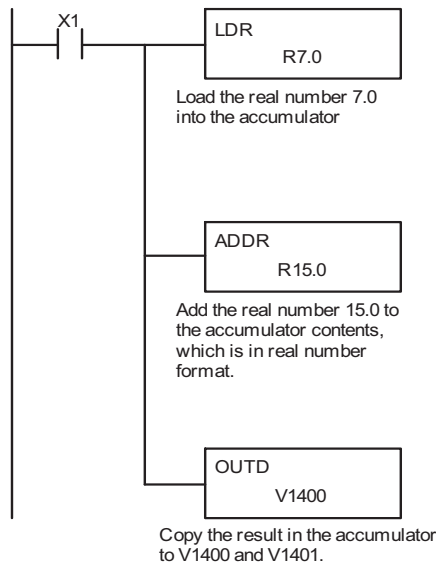 X1
LDR
R7.0
Load the real number 7.0
into the accumulator
ADDR
R15.0
Add the real number 15.0 to
the accumulator contents,
which is in real number
format.
OUTD
V1400
Copy the result in the accumulator
to V1400 and V1401.